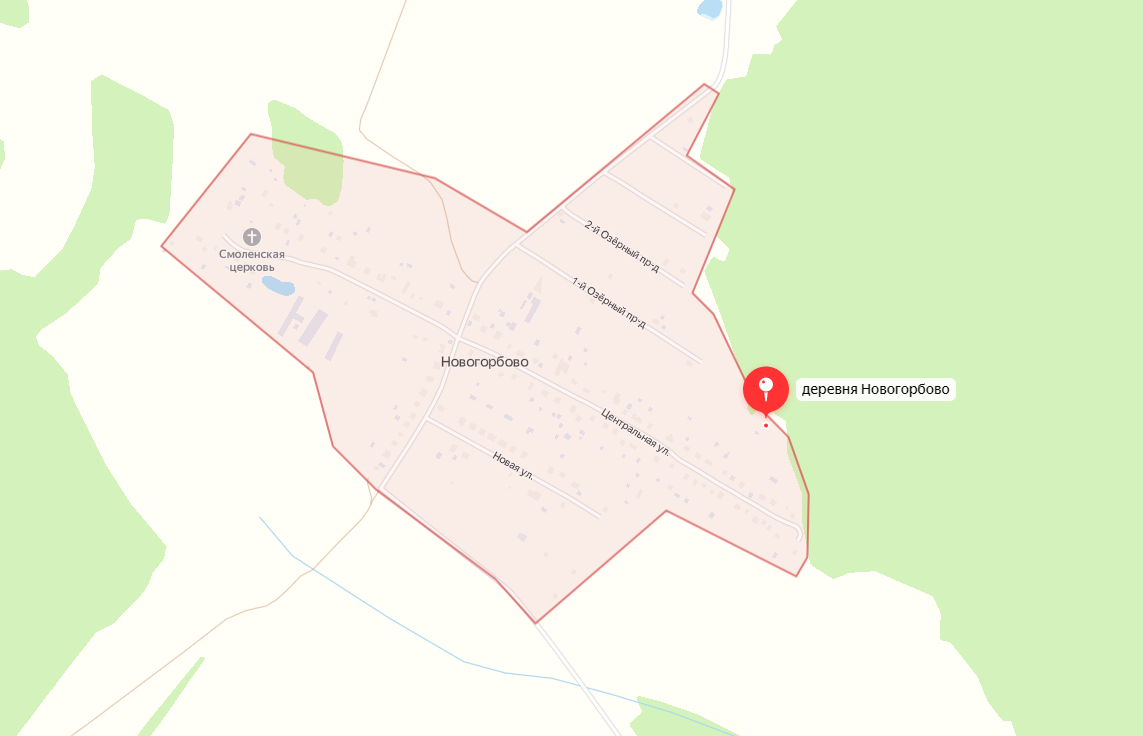 2-й Озёрный пр-д
Смоленская
церковь
1-й Озёрный пр-д
Новогорбово
деревня Новогорбово
Центральная ул.
Новая ул.